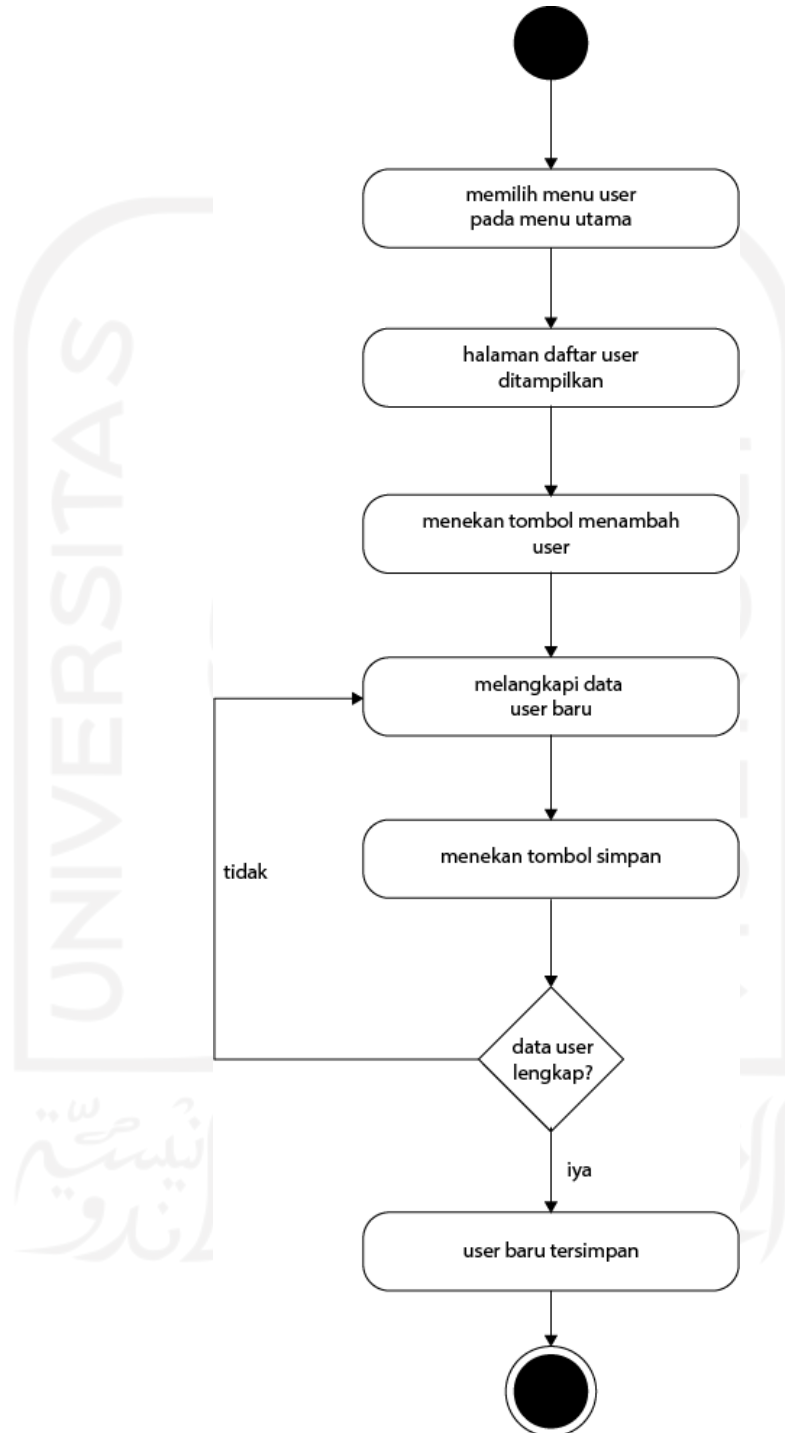 memilih menu user
pada menu utama
halaman daftar user
ditampilkan
menekan tombol menambah
user
melangkapi data
user baru
menekan tombol simpan
tidak
data user
lengkap?
iya
user baru tersimpan
UNIVERSITAS